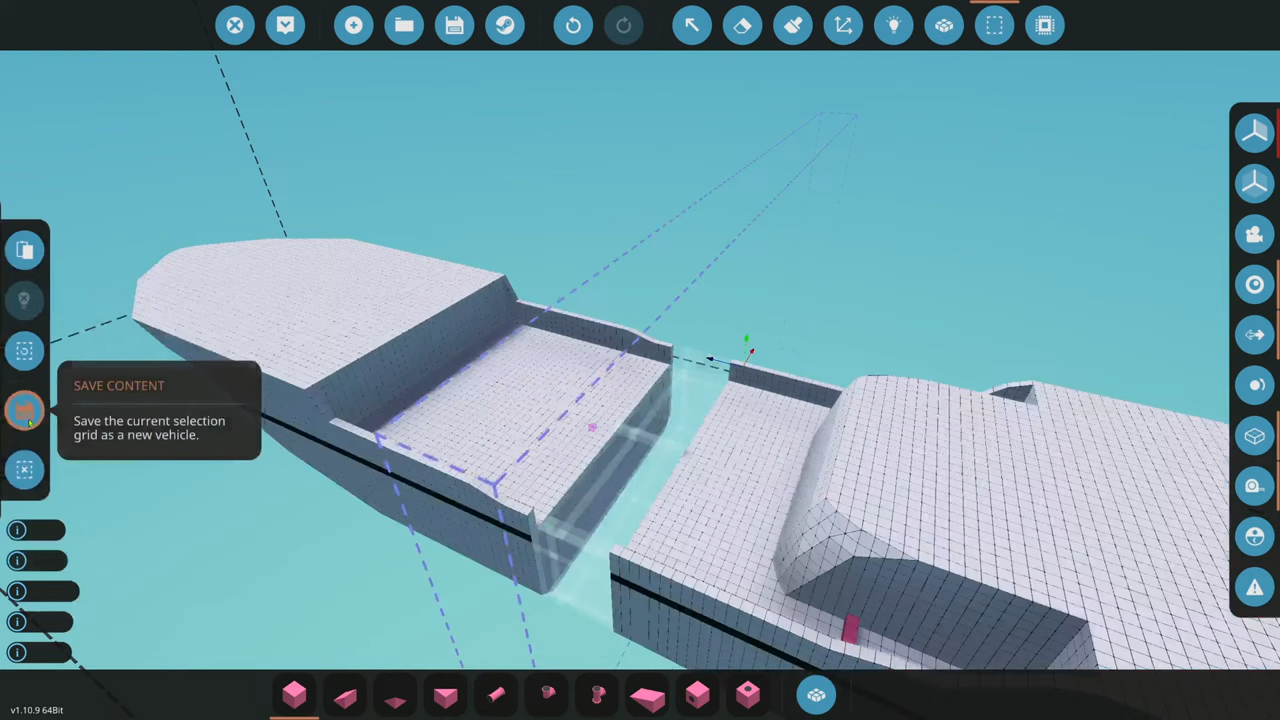 SAVE CONTENT
Save the current selection
grid as a new vehicle.
v1.10.9 64Bit